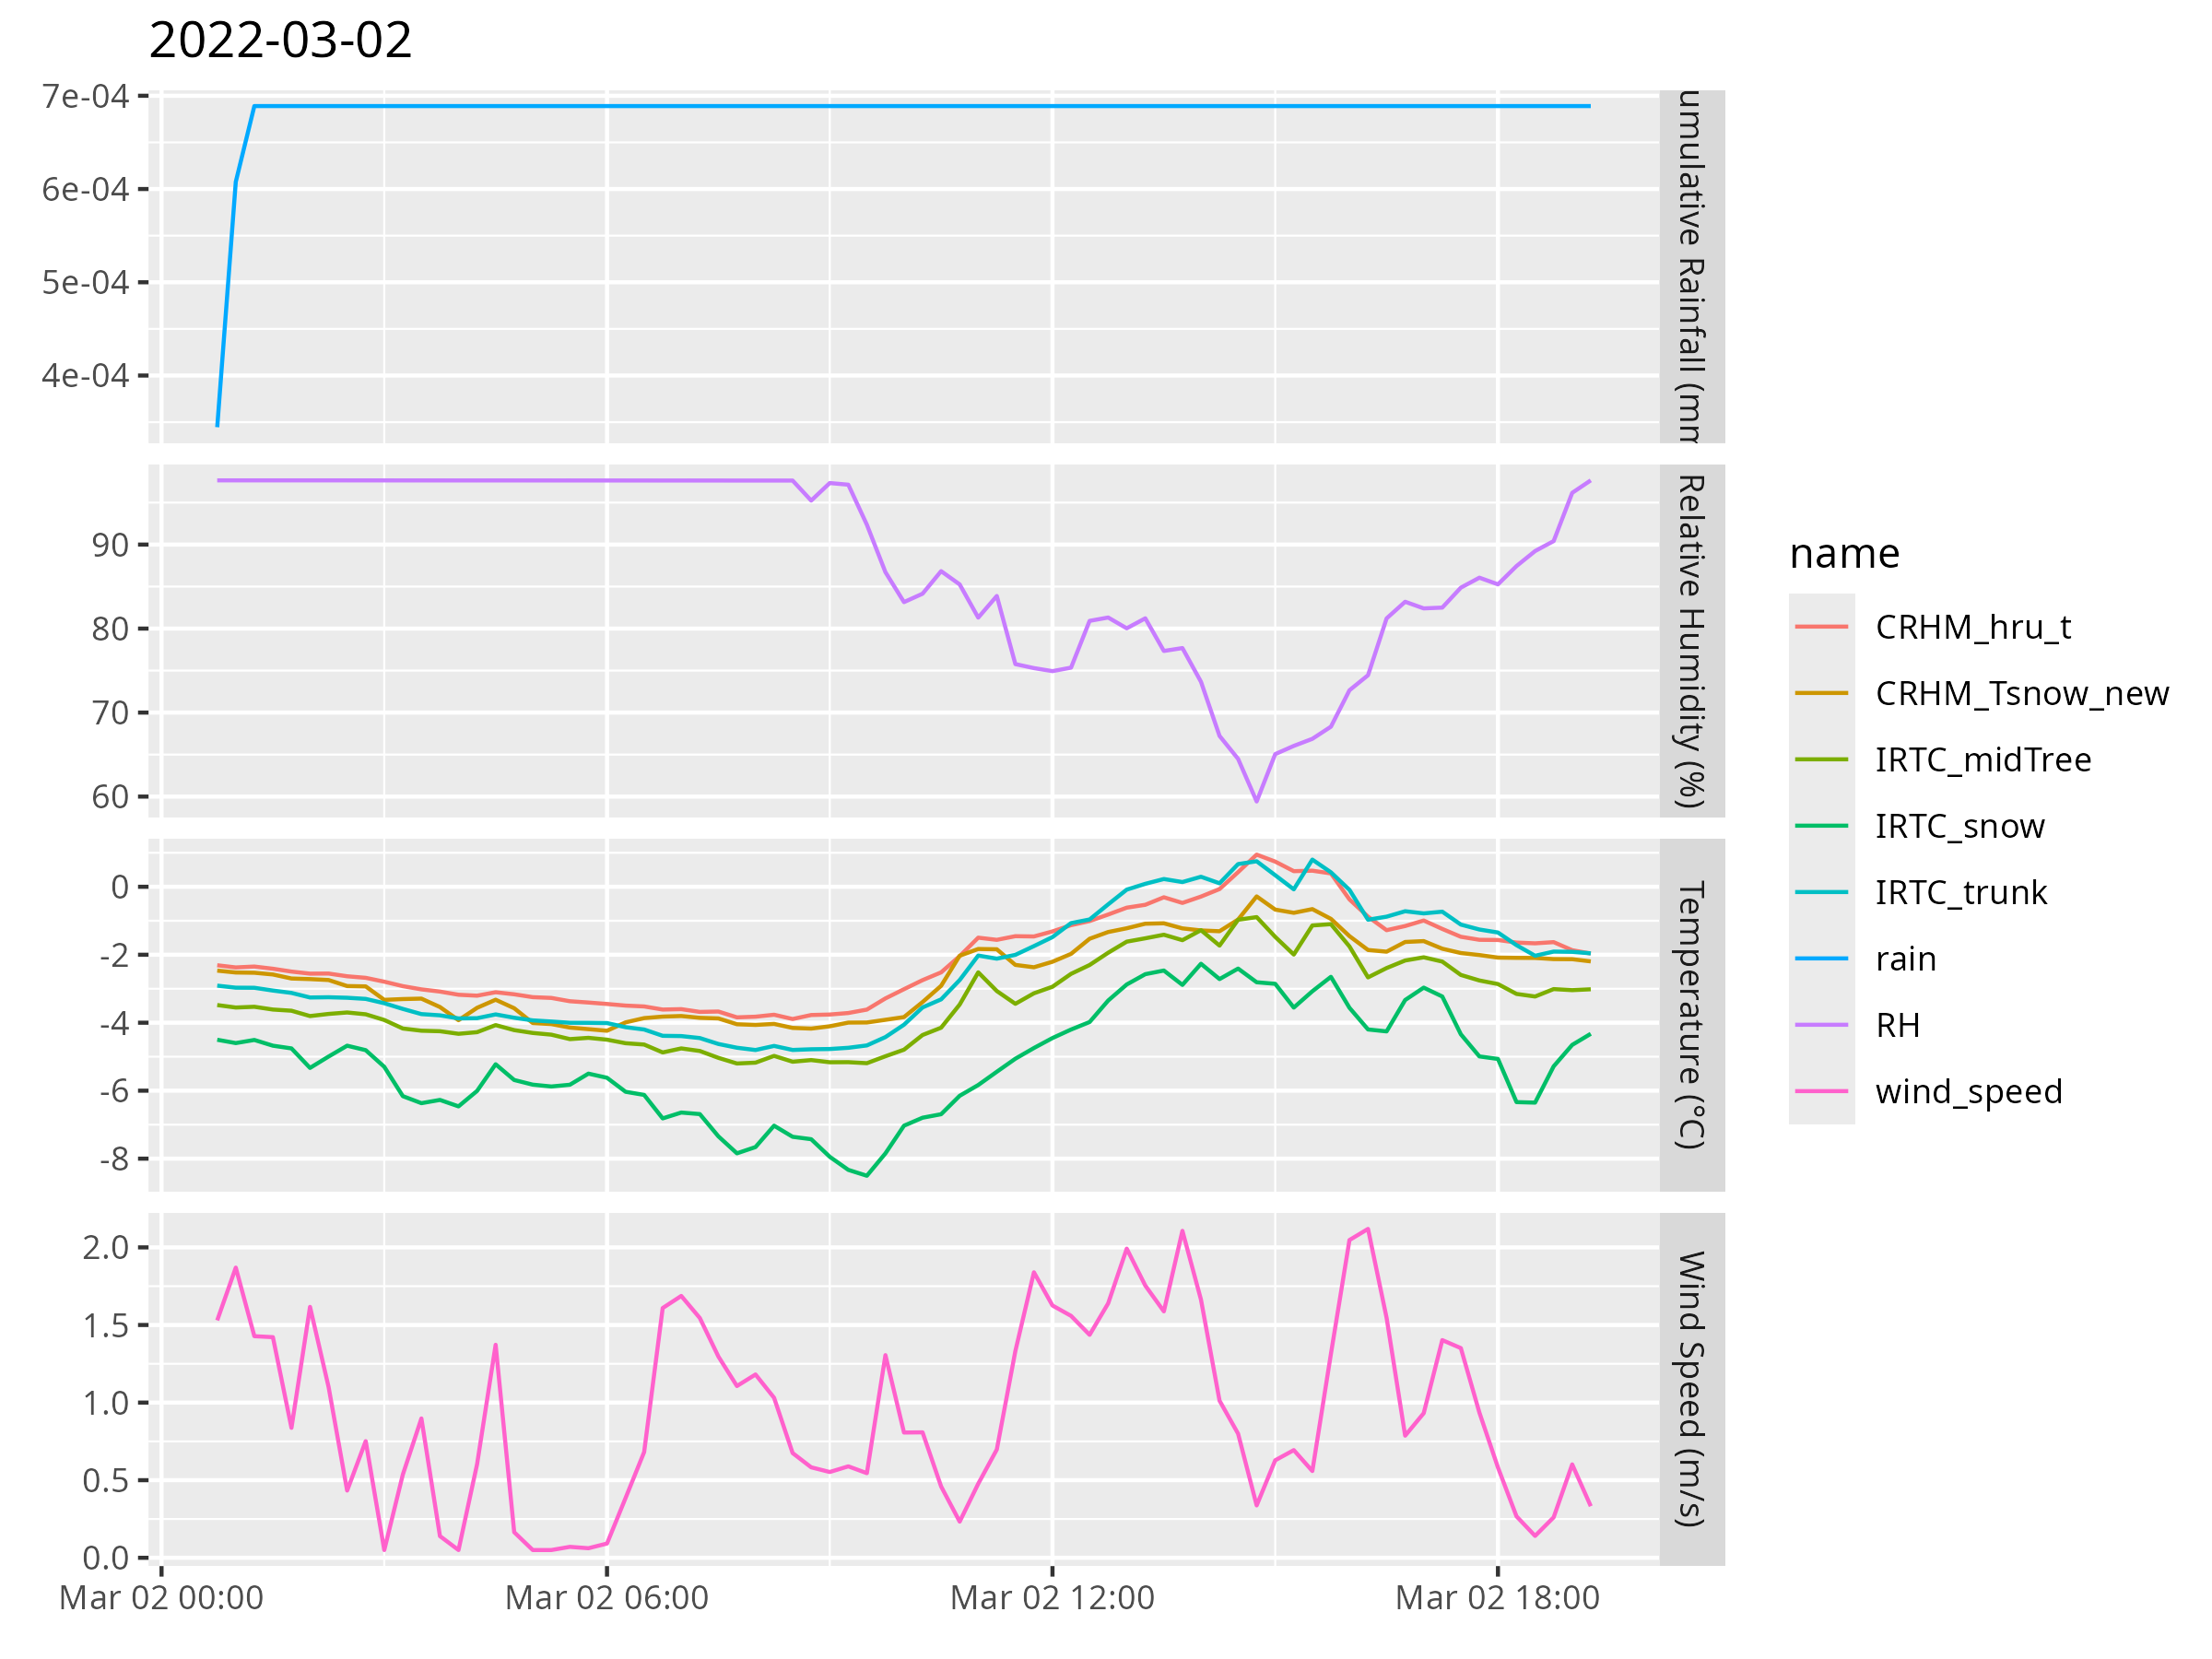 2022-03-02
7e-04
6e-04
5e-04
4e-04
umulative Rainfall (mm
90
80
70
60
Relative Humidity (%)
0
-2
-4
-6
-8
Temperature (°C)
2.0
1.5
1.0
0.5
0.0
Wind Speed (m/s)
Mar 02 00:00
Mar 02 06:00
Mar 02 12:00
Mar 02 18:00
name
CRHM_hru_t
CRHM_Tsnow_new
IRTC_midTree
IRTC_snow
IRTC_trunk
rain
RH
wind_speed